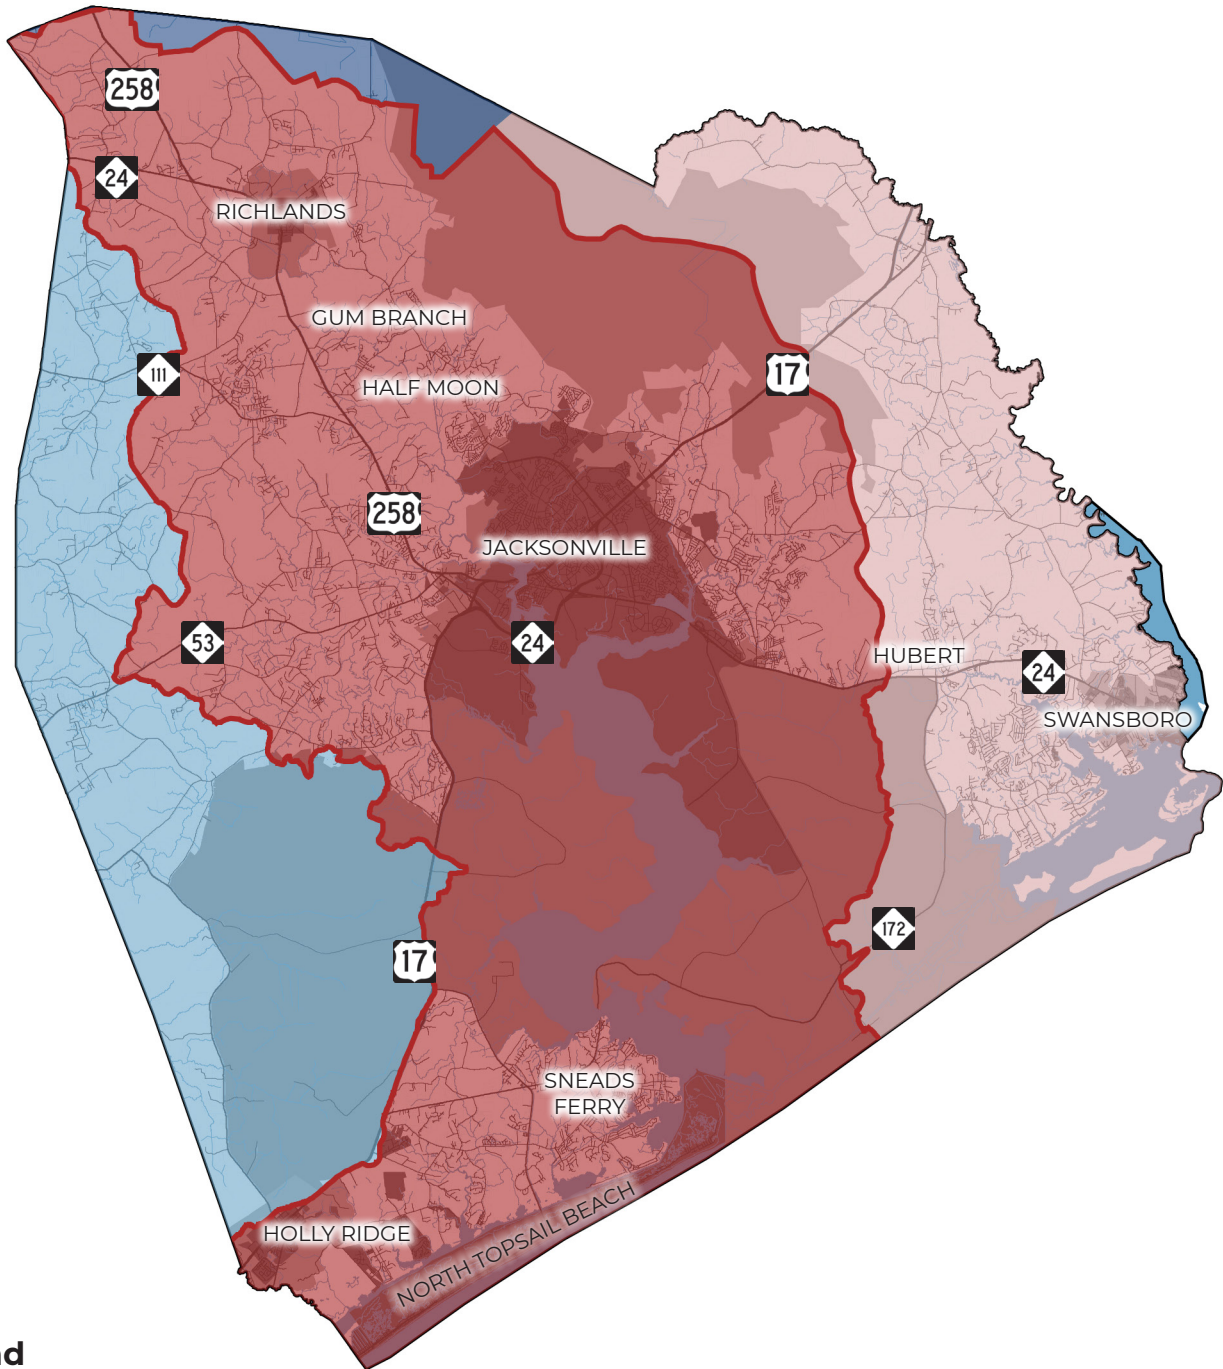 258
24
RICHLANDS
GUM BRANCH
111
17
HALF MOON
258
JACKSONVILLE
53
24
HUBERT
24
SWANSBORO
172
17
SNEADS
FERRY
NORTH TOPSAIL BEACH
HOLLY RIDGE
nd